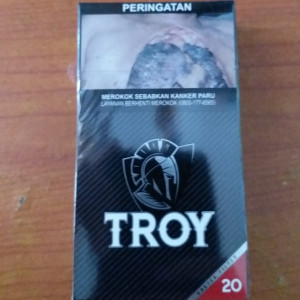 PERINGATAN
MEROKOK SEBABKAN KANKER PARU
LAYANAN BERHENTI MEROKOK (0800-177-6565)
TROY
20